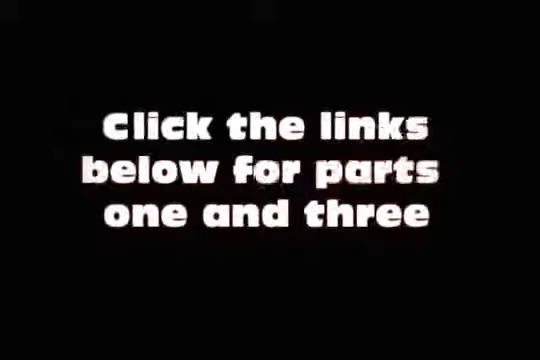 Click the links
below for parts
one and three